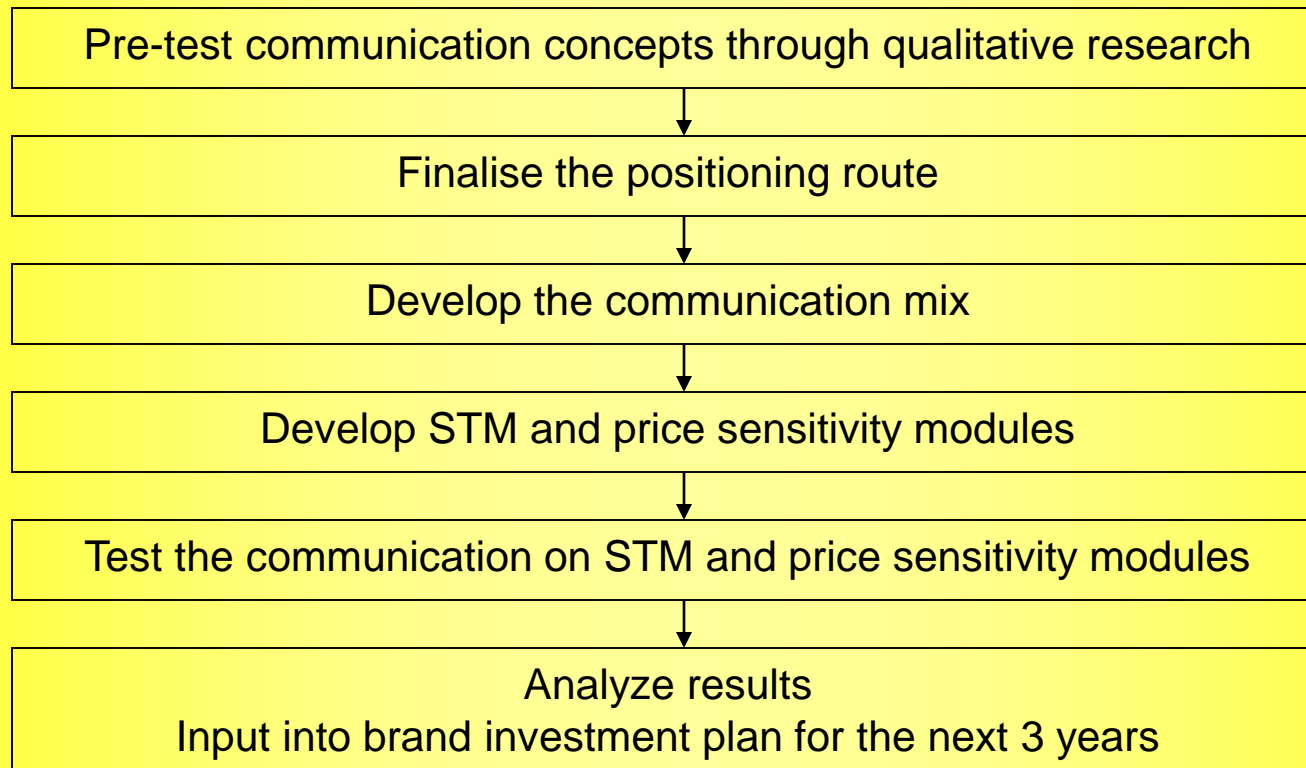 Pre-test communication concepts through qualitative research
Finalise the positioning route
Develop the communication mix
Develop STM and price sensitivity modules
Test the communication on STM and price sensitivity modules
Analyze results
Input into brand investment plan for the next 3 years